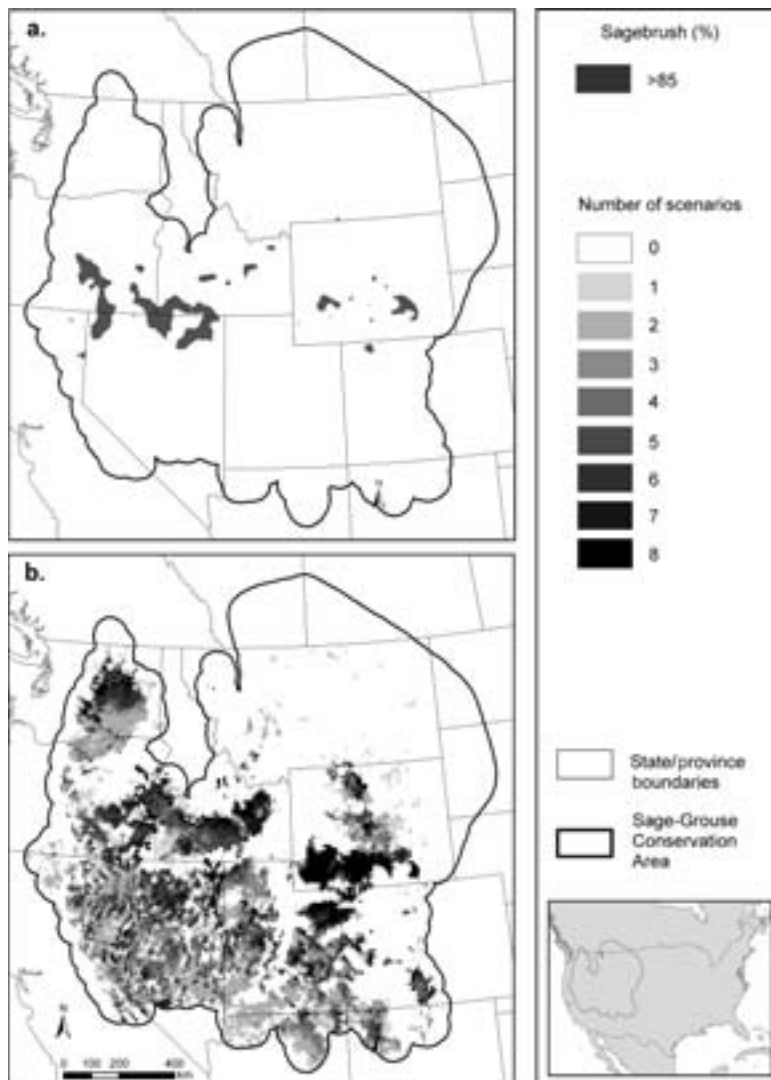 a.
Sagebrush (%)
>85
Number of scenarios
0
1
2
3
4
5
6
7
8
b.
State/province
boundaries
Sage-Grouse
Conservation
Area
N
0 100 200 400
km